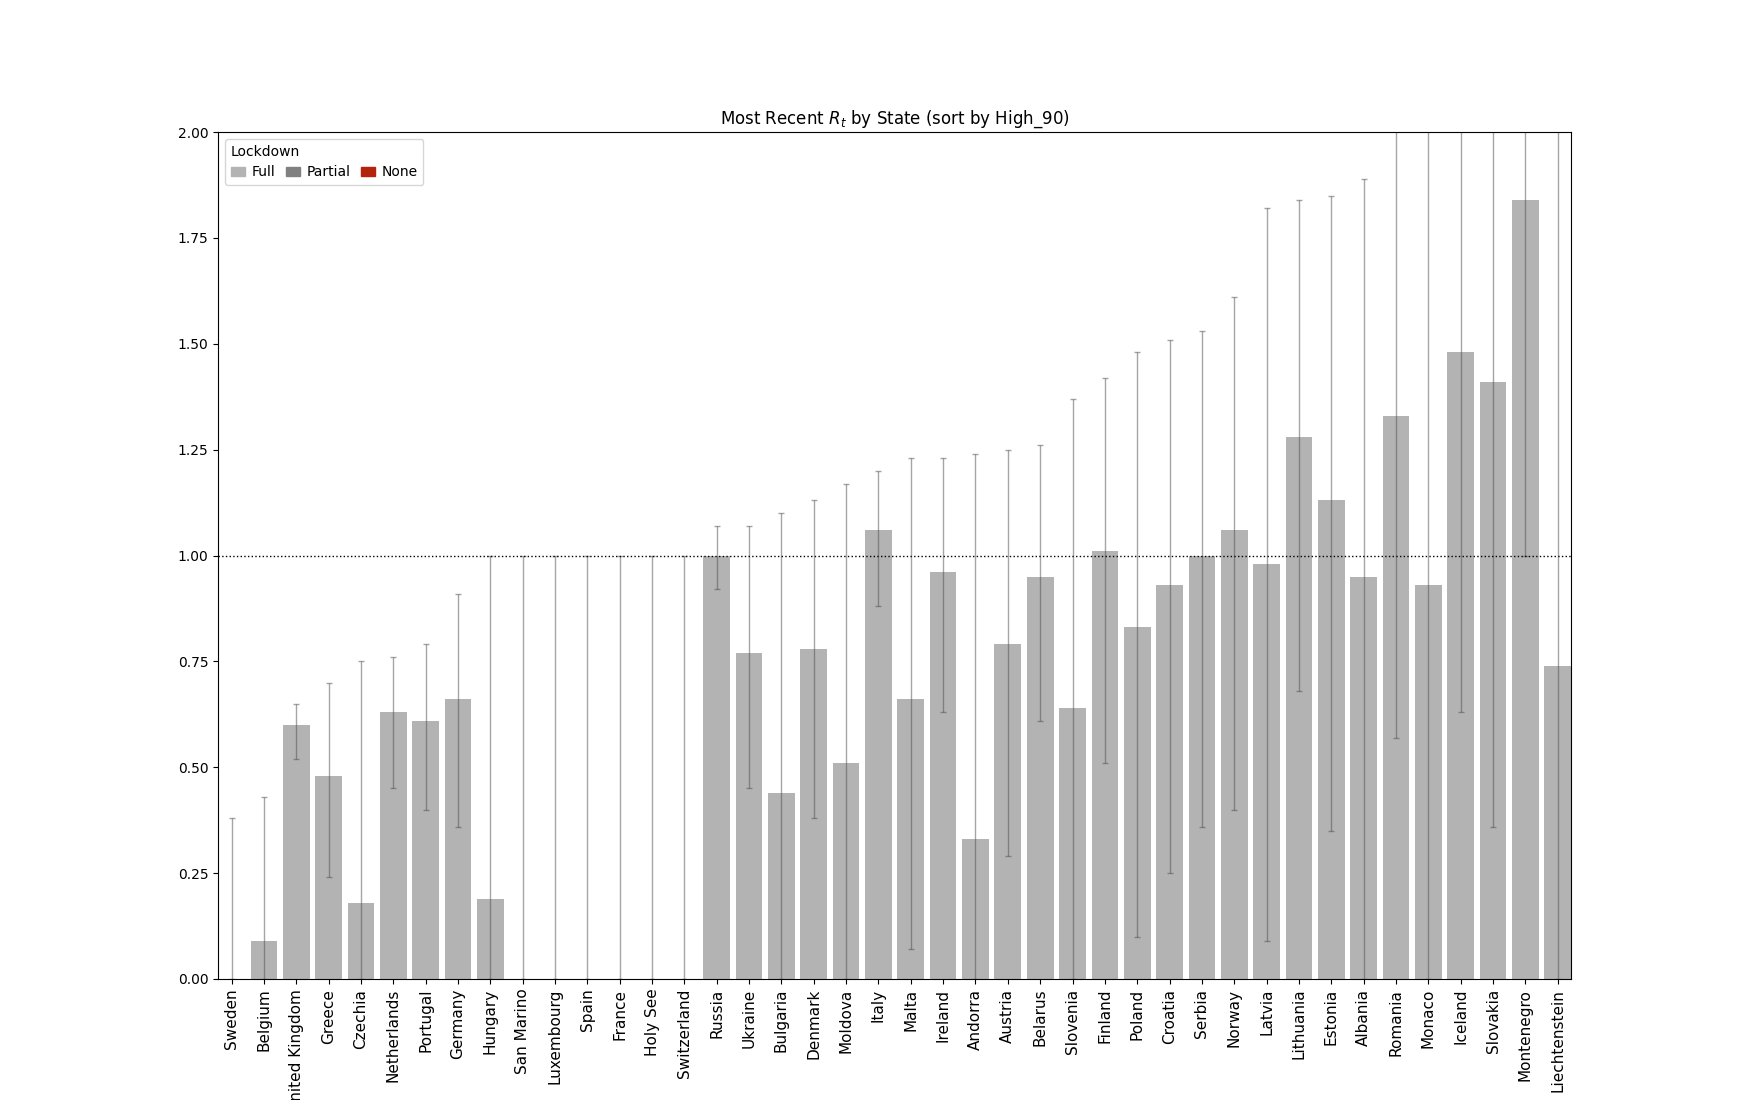 Most Recent R_t by State (sort by High_90)
Lockdown
Full Partial None
2.00
1.75
1.50
1.25
1.00
0.75
0.50
0.25
0.00
Sweden
Belgium
nited Kingdom
Greece
Czechia
Netherlands
Portugal
Germany
Hungary
San Marino
Luxembourg
Spain
France
Holy See
Switzerland
Russia
Ukraine
Bulgaria
Denmark
Moldova
Italy
Malta
Ireland
Andorra
Austria
Belarus
Slovenia
Finland
Poland
Croatia
Serbia
Norway
Latvia
Lithuania
Estonia
Albania
Romania
Monaco
Iceland
Slovakia
Montenegro
Liechtenstein